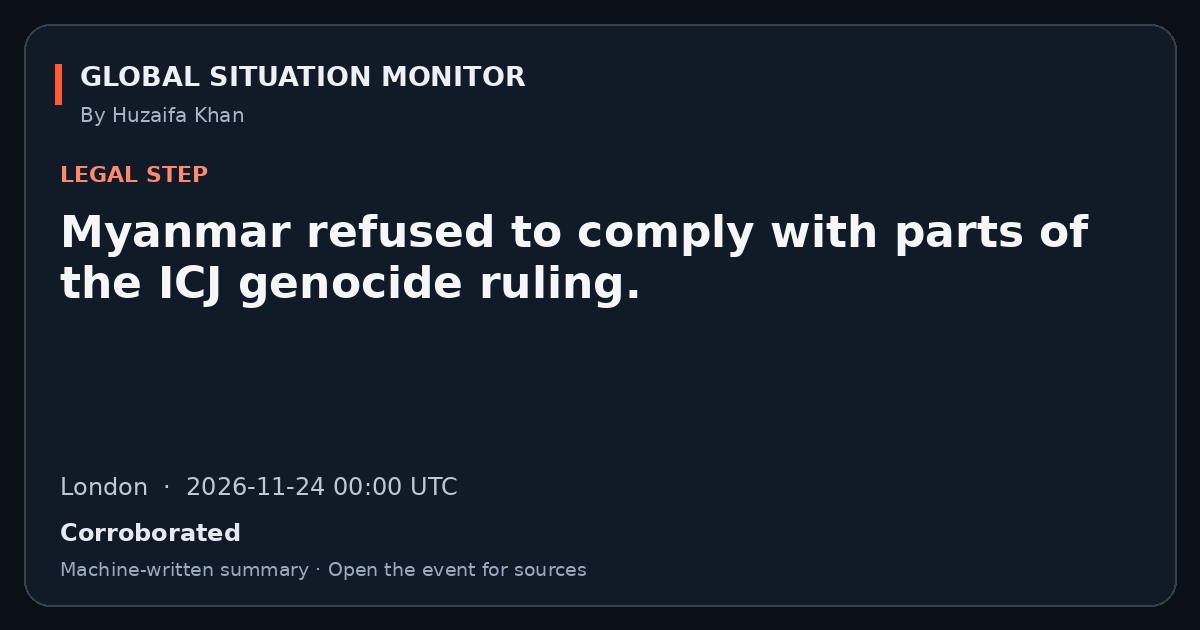 GLOBAL SITUATION MONITOR
By Huzaifa Khan
LEGAL STEP
Myanmar refused to comply with parts of
the ICJ genocide ruling.
London · 2026-11-24 00:00 UTC
Corroborated
Machine-written summary · Open the event for sources